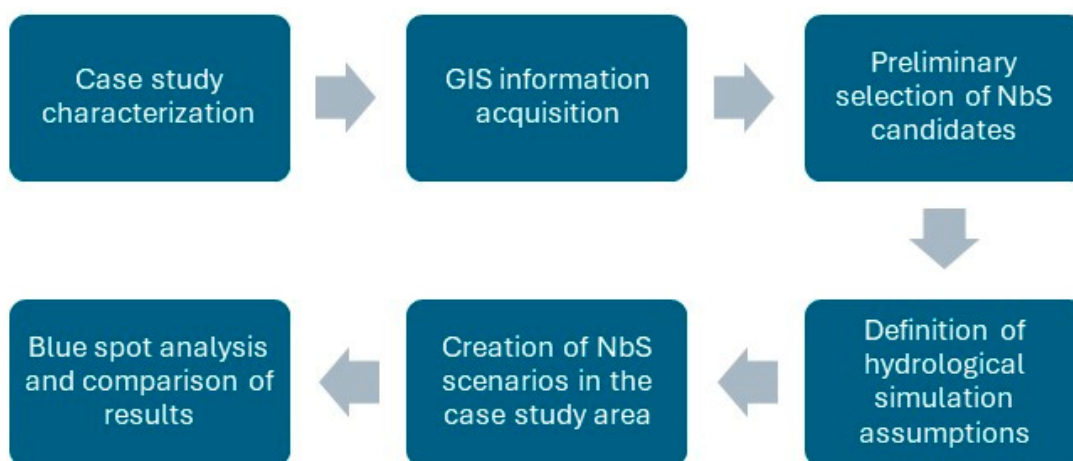 Case study
characterization
GIS information
acquisition
Preliminary
selection of NbS
candidates
Definition of
hydrological
simulation
assumptions
Creation of NbS
scenarios in the
case study area
Blue spot analysis
and comparison of
results